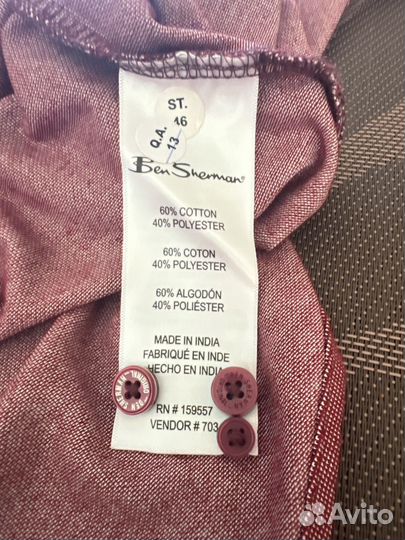 ST.
16
Q.A.
13
Ben Sherman®
60% COTTON
40% POLYESTER
60% COTON
40% POLYESTER
60% ALGODÓN
40% POLIÉSTER
MADE IN INDIA
FABRIQUÉ EN INDE
HECHO EN INDIA
RN # 159557
VENDOR # 703
Avito